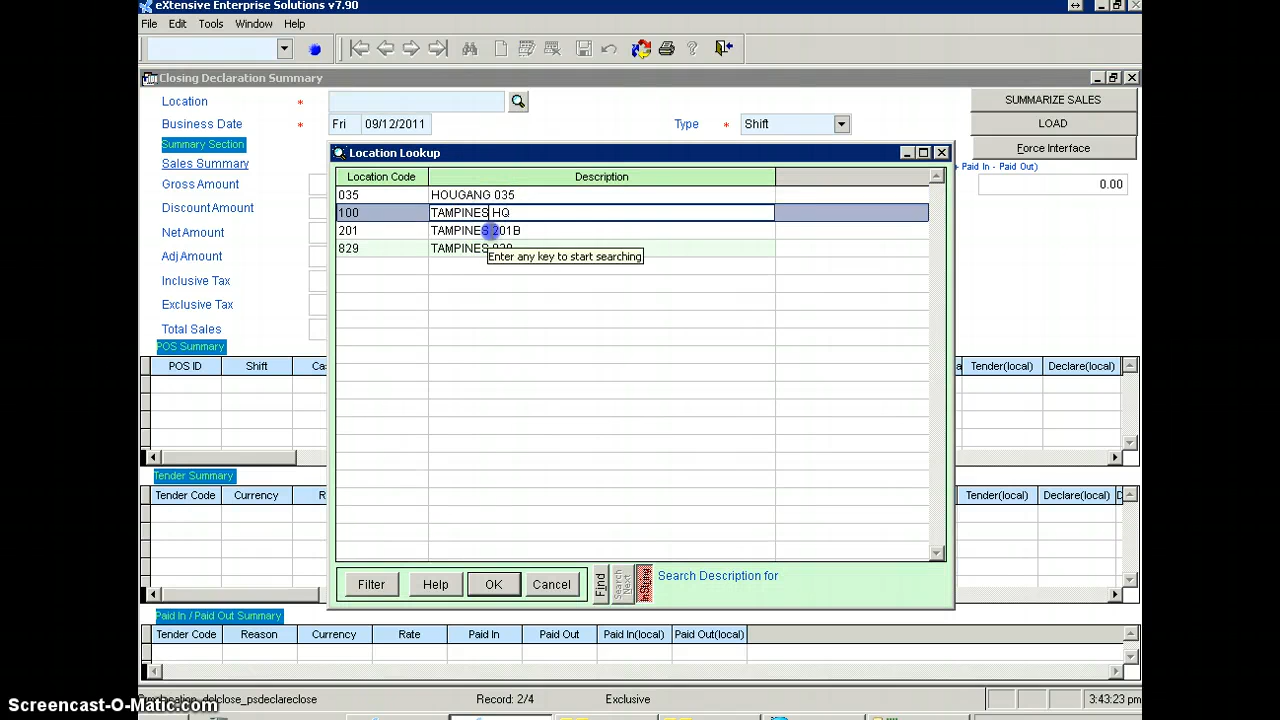 eXtensive Enterprise Solutions v7.90
File Edit Tools Window Help
Closing Declaration Summary
Location *
Business Date * Fri 09/12/2011 Type * Shift
SUMMARIZE SALES
LOAD
Force Interface
Summary Section
Sales Summary
Paid In - Paid Out)
Gross Amount 0.00
Discount Amount
Net Amount
Adj Amount
Inclusive Tax
Exclusive Tax
Total Sales
Location Lookup
Location Code Description
035 HOUGANG 035
100 TAMPINES HQ
201 TAMPINES 201B
829 TAMPINES
Enter any key to start searching
Filter Help OK Cancel Find Search Next Search Description for
POS Summary
POS ID Shift Tender(local) Declare(local)
Tender Summary
Tender Code Currency R Tender(local) Declare(local) D
Paid In / Paid Out Summary
Tender Code Reason Currency Rate Paid In Paid Out Paid In(local) Paid Out(local)
Record: 2/4 Exclusive 3:43:23 pm
Screencast-O-Matic.com